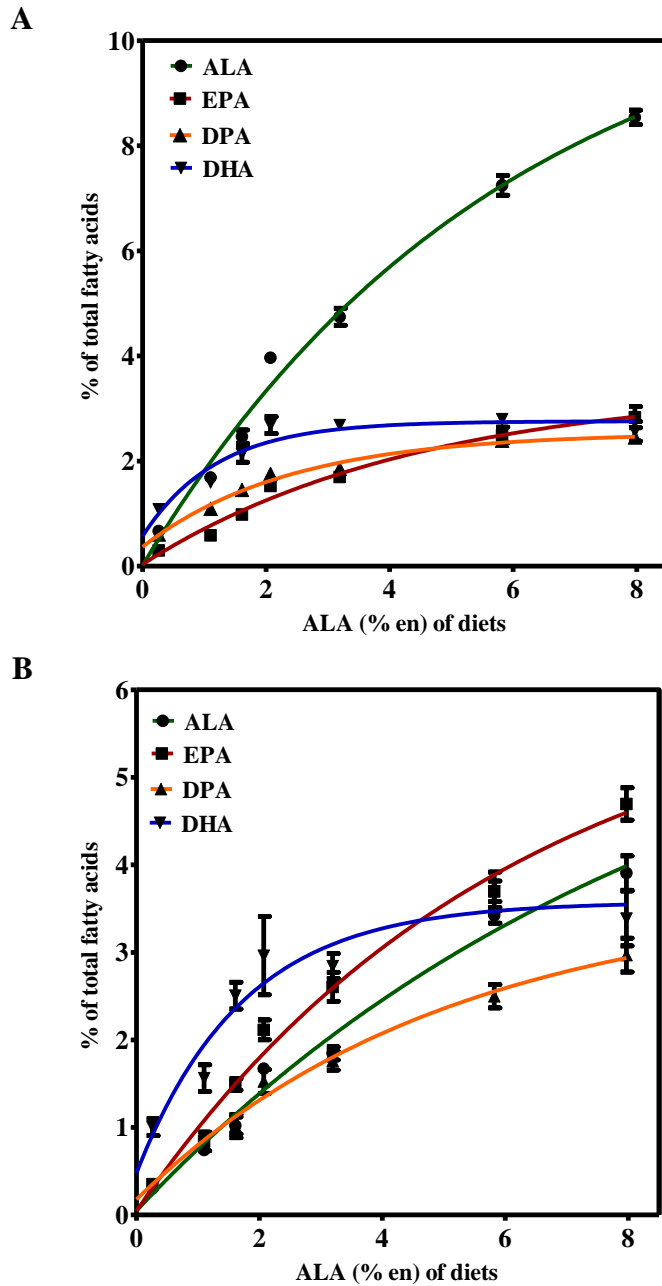 A
10
8
6
4
2
0
% of total fatty acids
ALA
EPA
DPA
DHA
0 2 4 6 8
ALA (% en) of diets
B
6
5
4
3
2
1
0
% of total fatty acids
ALA
EPA
DPA
DHA
0 2 4 6 8
ALA (% en) of diets